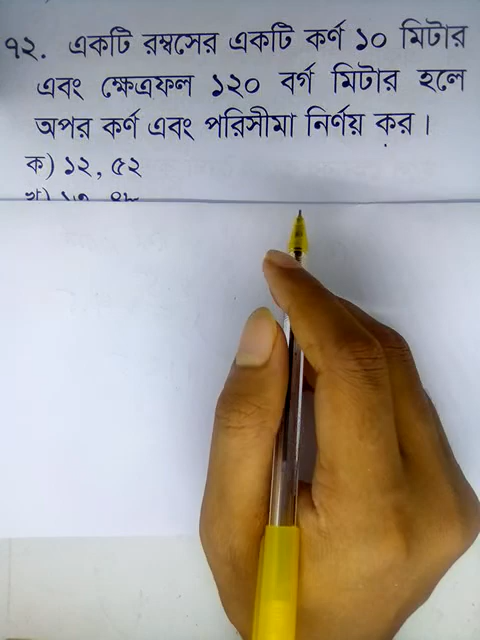 ৭২. একটি রম্বসের একটি কর্ণ ১০ মিটার
এবং ক্ষেত্রফল ১২০ বর্গ মিটার হলে
অপর কর্ণ এবং পরিসীমা নির্ণয় কর।
ক) ১২, ৫২